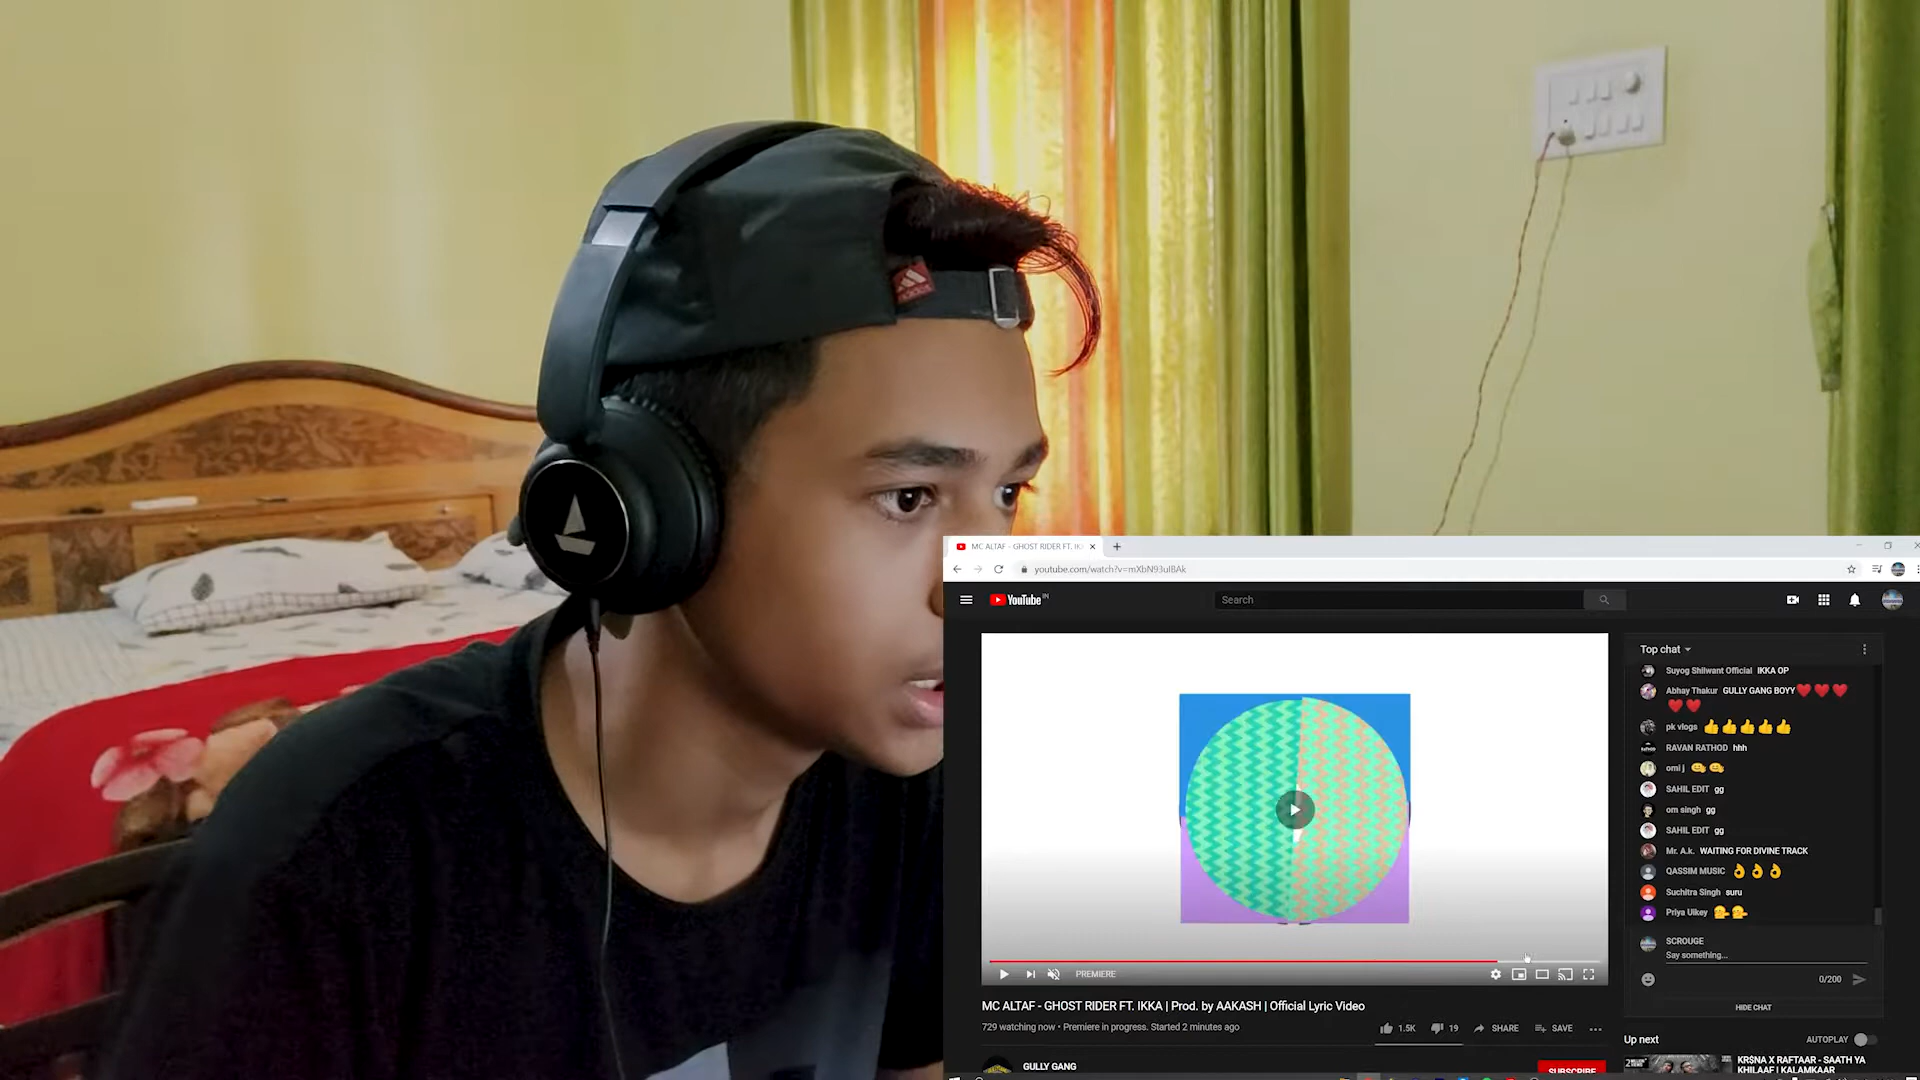 MC ALTAF - GHOST RIDER FT. IK
youtube.com/watch?v=mXbN93uIBAk
YouTube IN
Search
Top chat
Suyog Shilwant Official IKKA OP
Abhay Thakur GULLY GANG BOYY❤️❤️❤️
❤️❤️
pk vlogs 👍👍👍👍👍
RAVAN RATHOD hhh
omi j
SAHIL EDIT gg
om singh gg
SAHIL EDIT gg
Mr. A.k. WAITING FOR DIVINE TRACK
QASSIM MUSIC 👌👌👌
Suchitra Singh suru
Priya Uikey
SCROUGE
Say something...
0/200
HIDE CHAT
PREMIERE
MC ALTAF - GHOST RIDER FT. IKKA | Prod. by AAKASH | Official Lyric Video
729 watching now • Premiere in progress. Started 2 minutes ago
1.5K 19 SHARE SAVE
GULLY GANG
SUBSCRIBE
Up next AUTOPLAY
KR$NA X RAFTAAR - SAATH YA
KHILAAF | KALAMKAAR